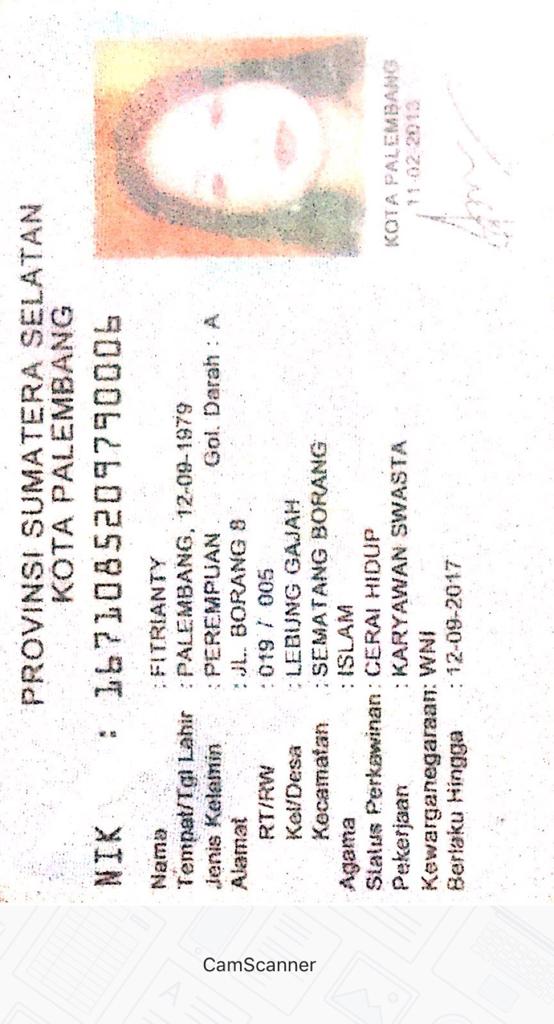 PROVINSI SUMATERA SELATAN
KOTA PALEMBANG
NIK : 1671085209790006
Nama : FITRIANTY
Tempat/Tgl Lahir : PALEMBANG, 12-09-1979
Jenis Kelamin : PEREMPUAN Gol. Darah : A
Alamat : JL. BORANG 8
RT/RW : 019 / 005
Kel/Desa : LEBUNG GAJAH
Kecamatan : SEMATANG BORANG
Agama : ISLAM
Status Perkawinan : CERAI HIDUP
Pekerjaan : KARYAWAN SWASTA
Kewarganegaraan : WNI
Berlaku Hingga : 12-09-2017
KOTA PALEMBANG
11-02-2013
CamScanner